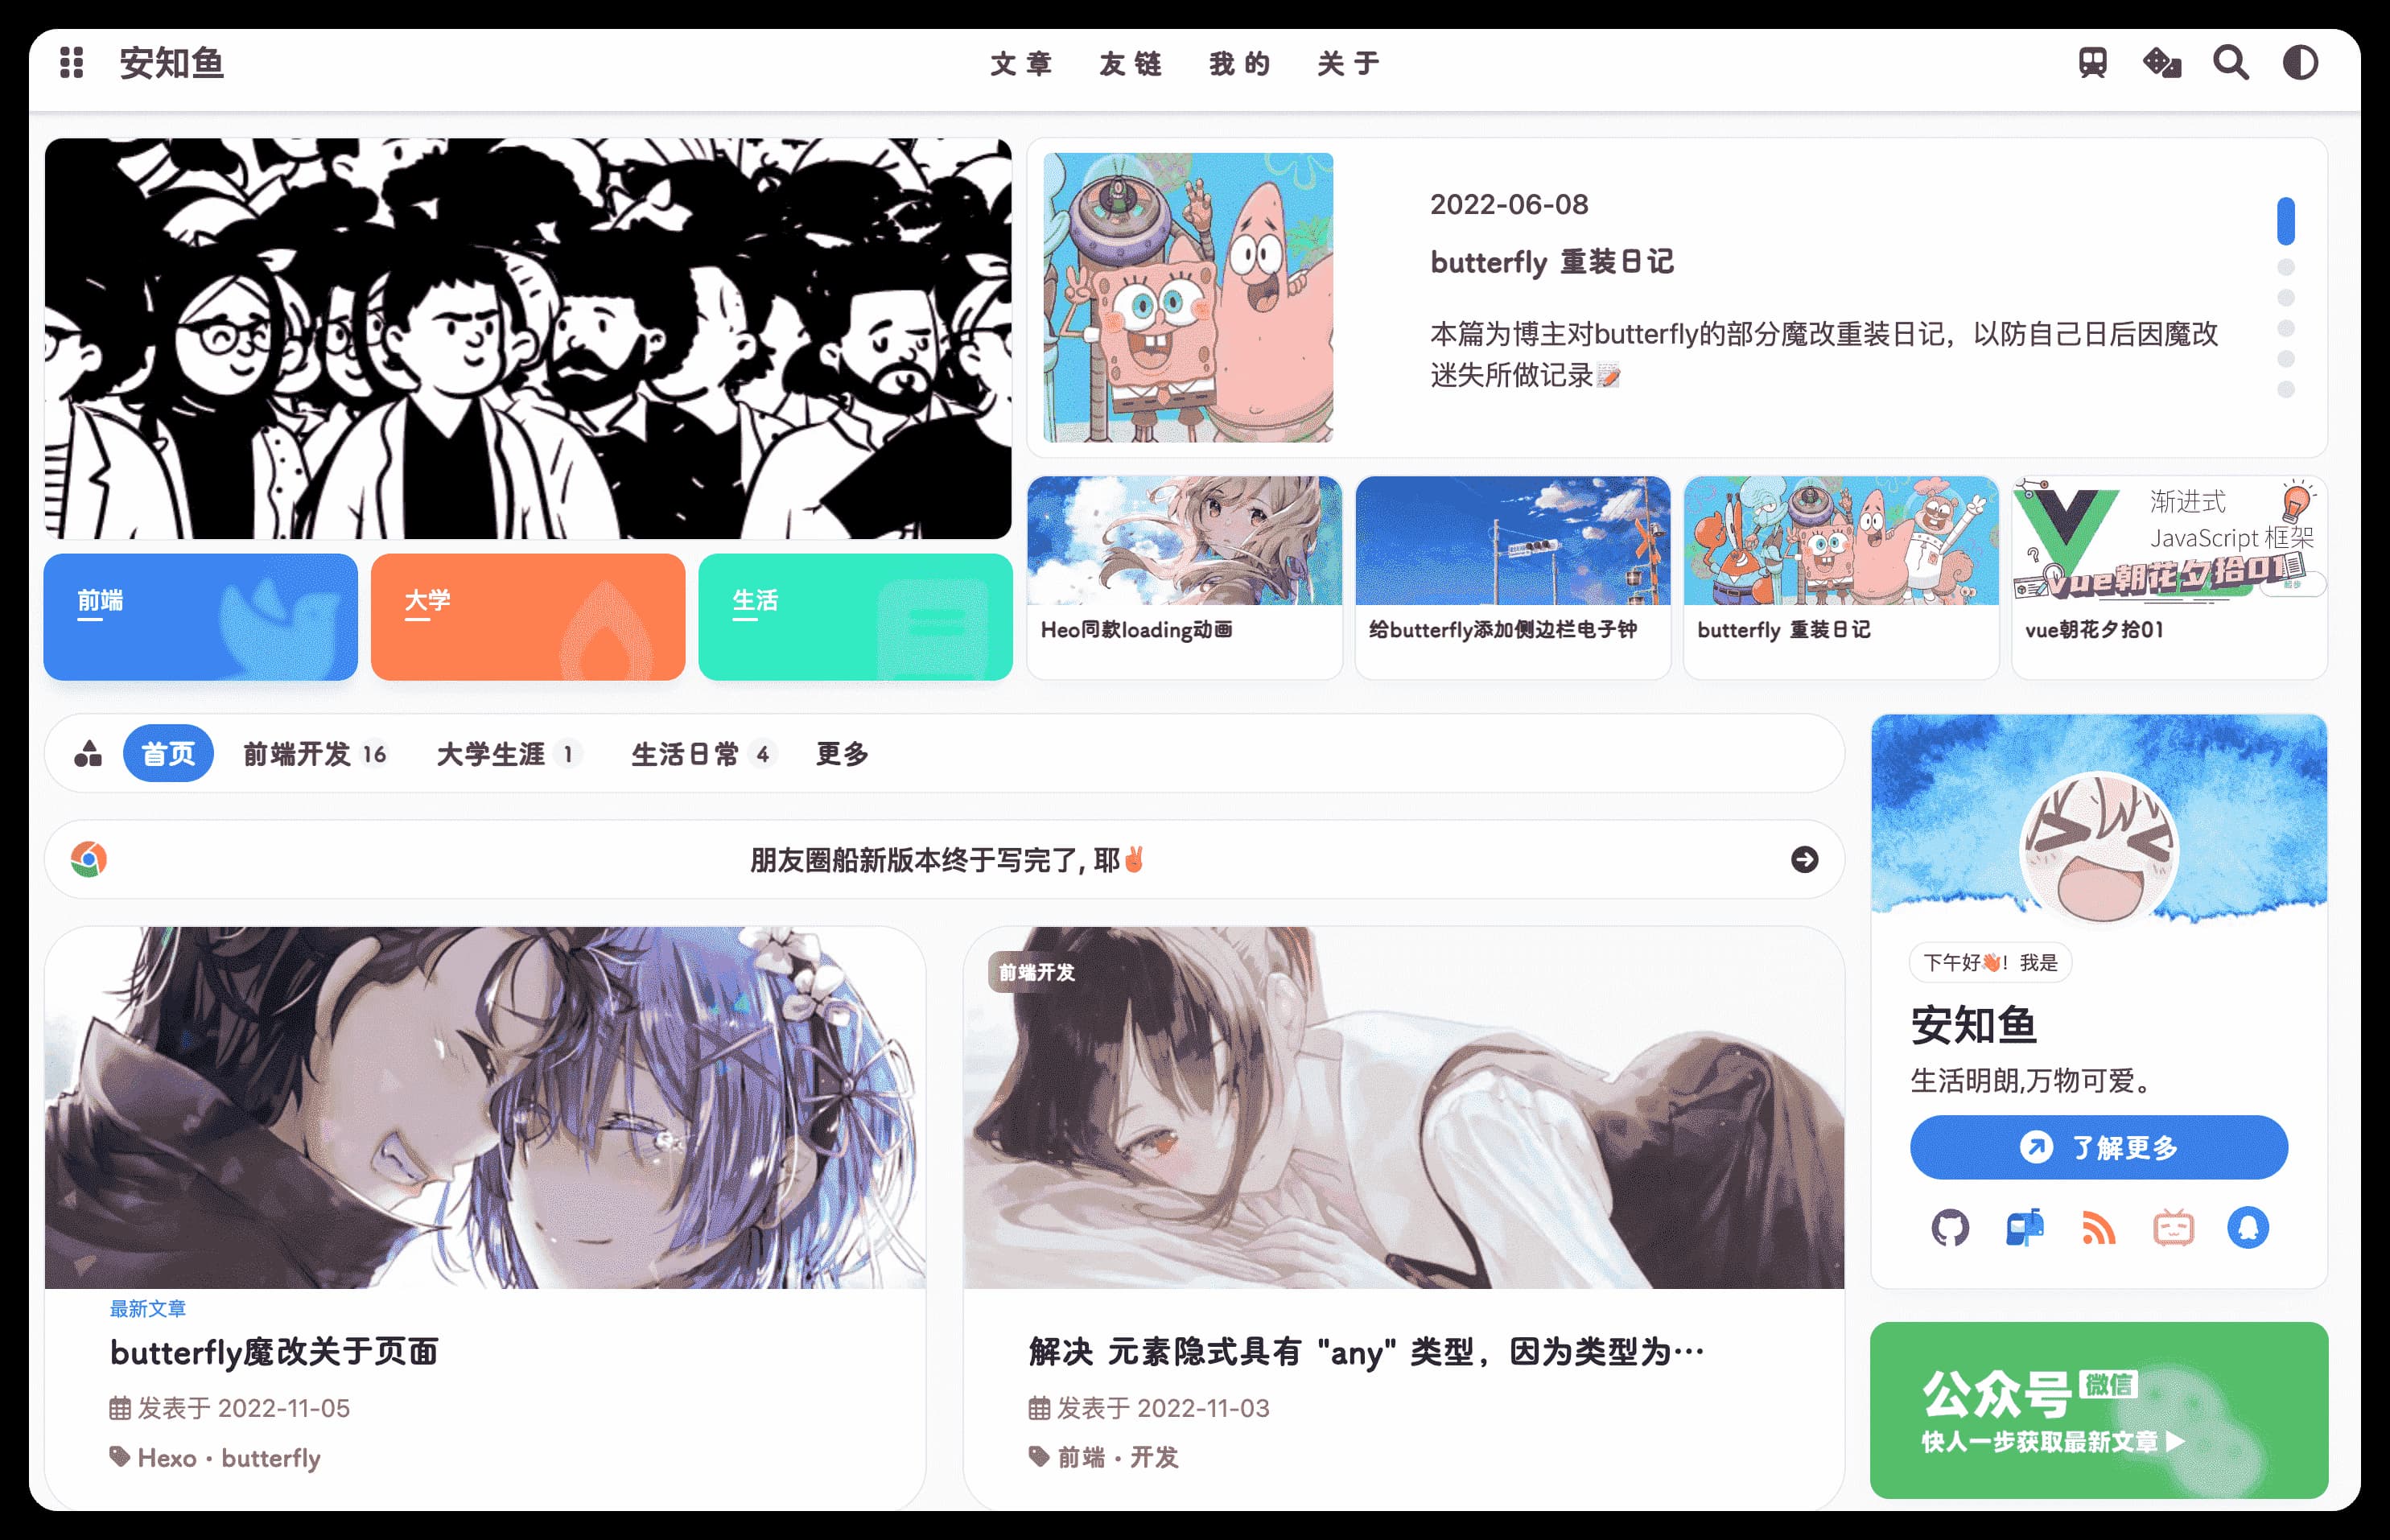 安知鱼
文章 友链 我的 关于
2022-06-08
butterfly 重装日记
本篇为博主对butterfly的部分魔改重装日记，以防自己日后因魔改
迷失所做记录📝
前端
大学
生活
渐进式
JavaScript 框架
vue朝花夕拾01
起步
Heo同款loading动画
给butterfly添加侧边栏电子钟
butterfly 重装日记
vue朝花夕拾01
首页 前端开发 16 大学生涯 1 生活日常 4 更多
朋友圈船新版本终于写完了, 耶✌
前端开发
最新文章
butterfly魔改关于页面
发表于 2022-11-05
Hexo • butterfly
解决 元素隐式具有 "any" 类型，因为类型为…
发表于 2022-11-03
前端 • 开发
下午好👋！我是
安知鱼
生活明朗,万物可爱。
了解更多
公众号 微信
快人一步获取最新文章 ▶